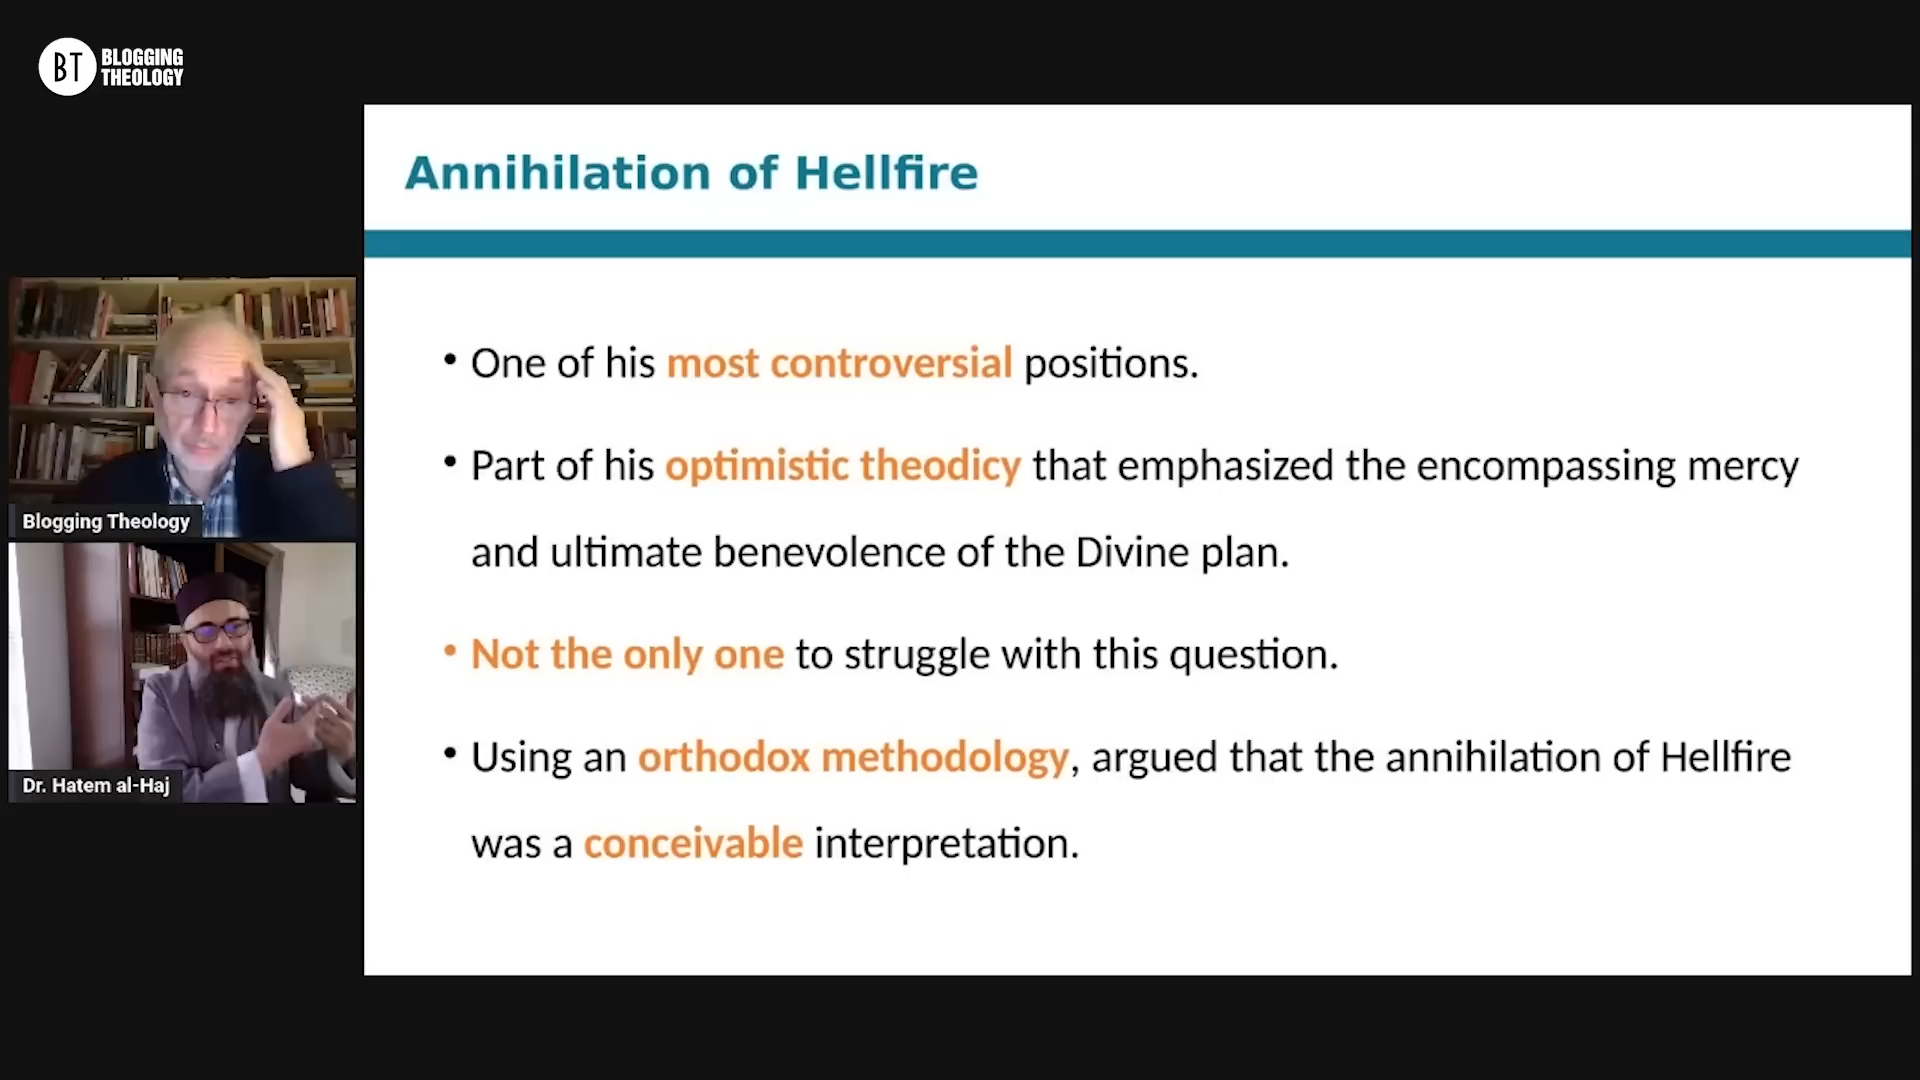 BT BLOGGING
THEOLOGY
Annihilation of Hellfire
• One of his most controversial positions.
• Part of his optimistic theodicy that emphasized the encompassing mercy
and ultimate benevolence of the Divine plan.
• Not the only one to struggle with this question.
• Using an orthodox methodology, argued that the annihilation of Hellfire
was a conceivable interpretation.
Blogging Theology
Dr. Hatem al-Haj